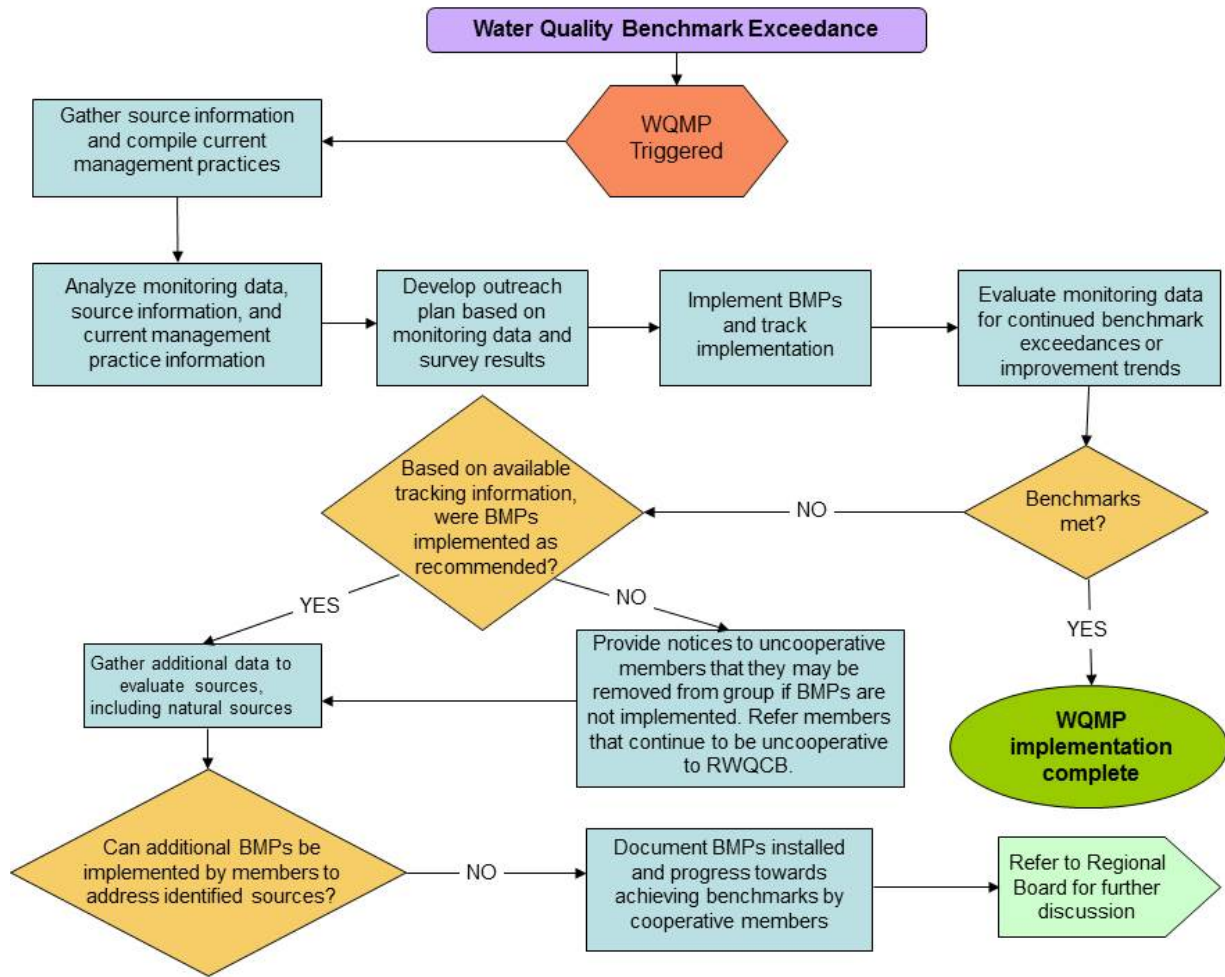 Water Quality Benchmark Exceedance
WQMP
Triggered
Gather source information
and compile current
management practices
Analyze monitoring data,
source information, and
current management
practice information
Develop outreach
plan based on
monitoring data and
survey results
Implement BMPs
and track
implementation
Evaluate monitoring data
for continued benchmark
exceedances or
improvement trends
Benchmarks
met?
NO
YES
WQMP
implementation
complete
Based on available
tracking information,
were BMPs
implemented as
recommended?
YES
NO
Provide notices to uncooperative
members that they may be
removed from group if BMPs are
not implemented. Refer members
that continue to be uncooperative
to RWQCB.
Gather additional data to
evaluate sources,
including natural sources
Can additional BMPs be
implemented by members to
address identified sources?
NO
Document BMPs installed
and progress towards
achieving benchmarks by
cooperative members
Refer to Regional
Board for further
discussion